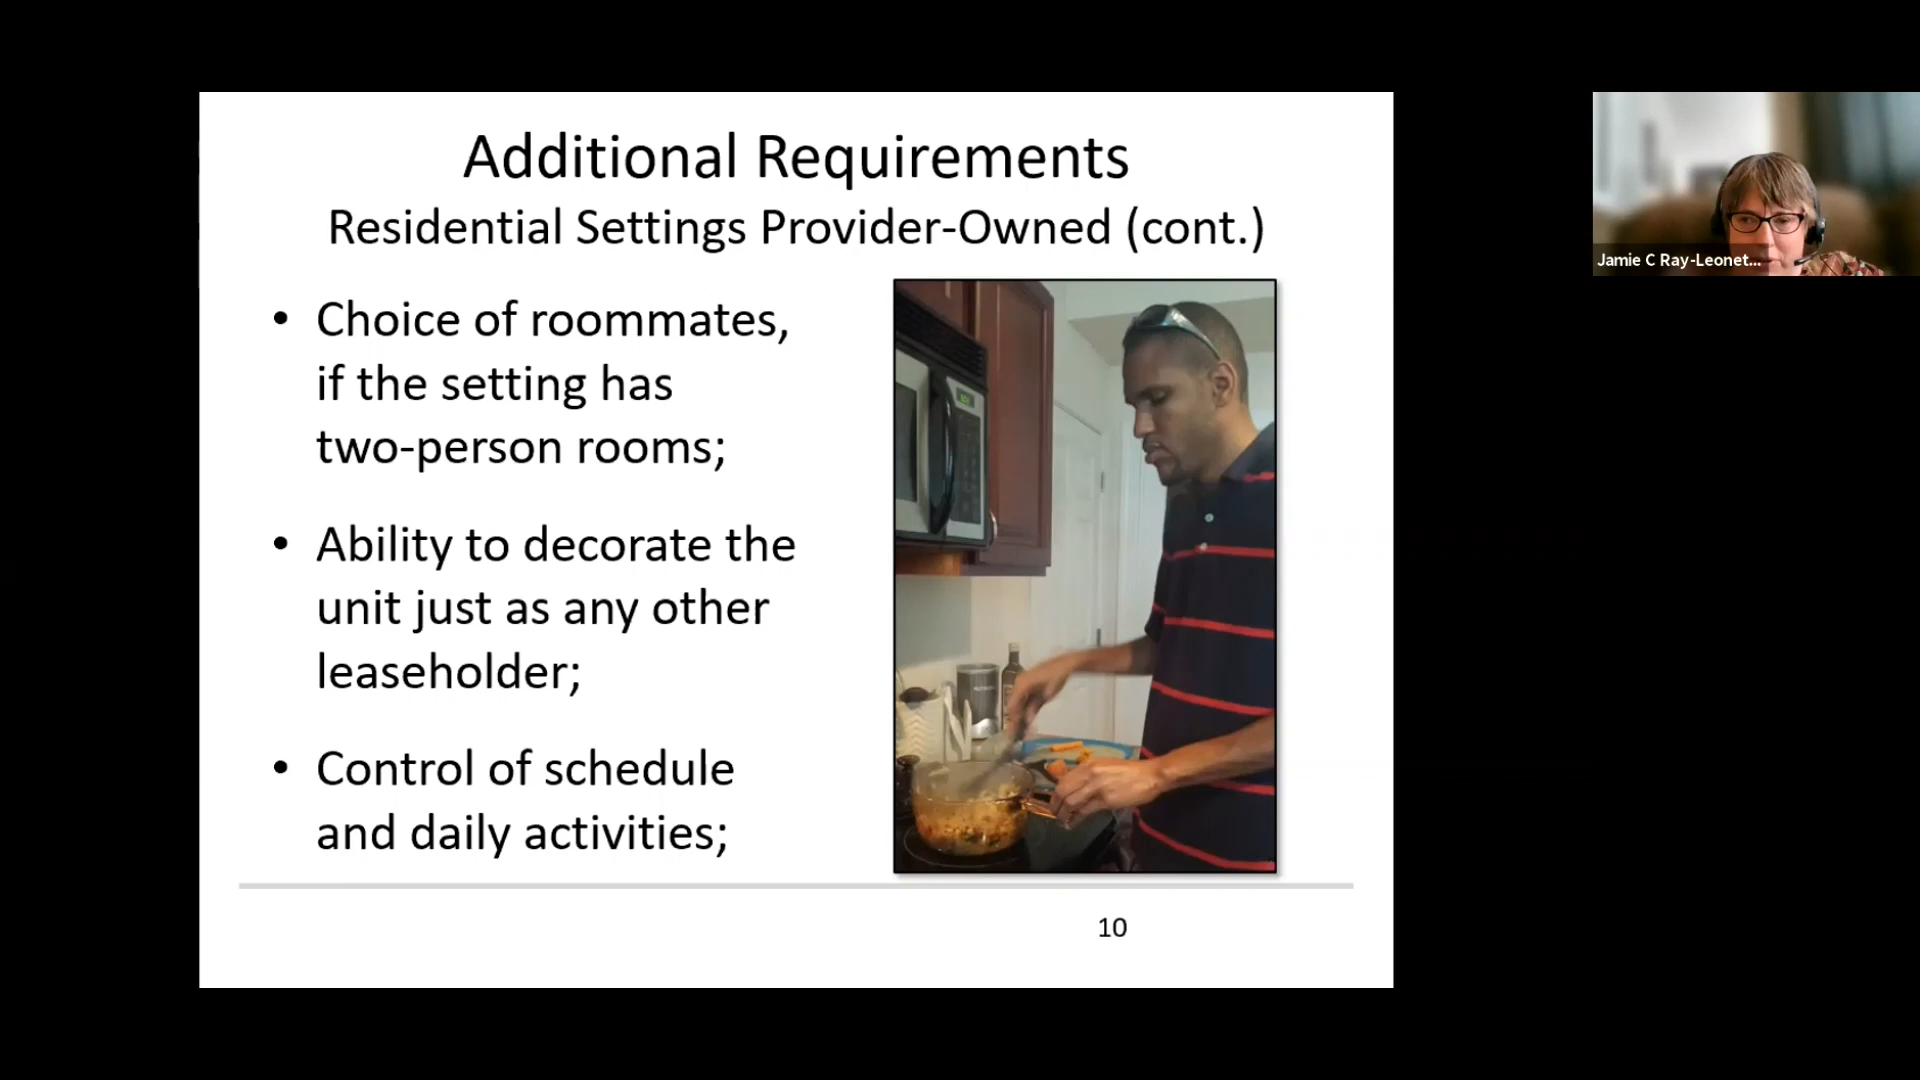 Additional Requirements
Residential Settings Provider-Owned (cont.)
• Choice of roommates,
if the setting has
two-person rooms;
• Ability to decorate the
unit just as any other
leaseholder;
• Control of schedule
and daily activities;
10
Jamie C Ray-Leonet...